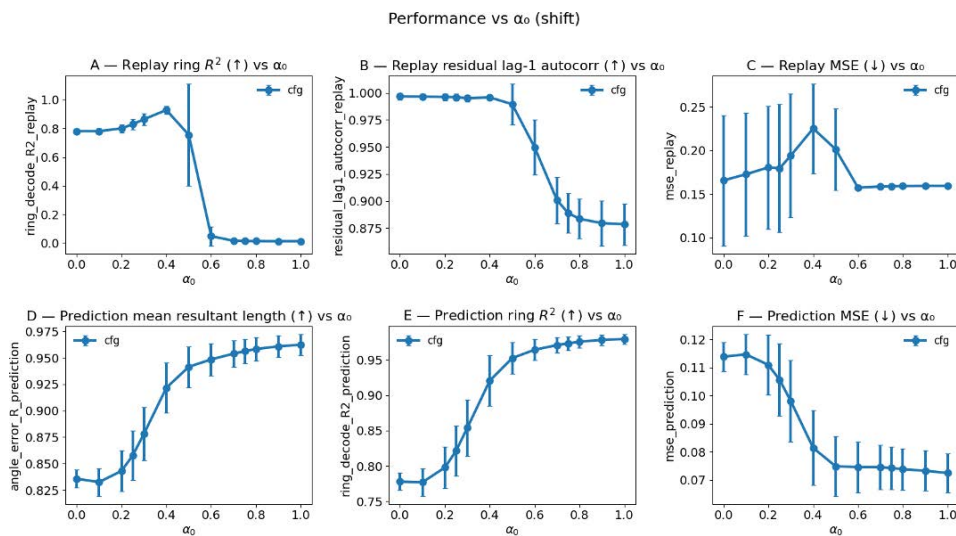 Performance vs α₀ (shift)
A — Replay ring R² (↑) vs α₀
cfg
ring_decode_R2_replay
1.0
0.8
0.6
0.4
0.2
0.0
0.0 0.2 0.4 0.6 0.8 1.0
α₀
B — Replay residual lag-1 autocorr (↑) vs α₀
cfg
residual_lag1_autocorr_replay
1.000
0.975
0.950
0.925
0.900
0.875
0.0 0.2 0.4 0.6 0.8 1.0
α₀
C — Replay MSE (↓) vs α₀
cfg
mse_replay
0.25
0.20
0.15
0.10
0.0 0.2 0.4 0.6 0.8 1.0
α₀
D — Prediction mean resultant length (↑) vs α₀
cfg
angle_error_R_prediction
0.975
0.950
0.925
0.900
0.875
0.850
0.825
0.0 0.2 0.4 0.6 0.8 1.0
α₀
E — Prediction ring R² (↑) vs α₀
cfg
ring_decode_R2_prediction
0.95
0.90
0.85
0.80
0.75
0.0 0.2 0.4 0.6 0.8 1.0
α₀
F — Prediction MSE (↓) vs α₀
cfg
mse_prediction
0.12
0.11
0.10
0.09
0.08
0.07
0.0 0.2 0.4 0.6 0.8 1.0
α₀